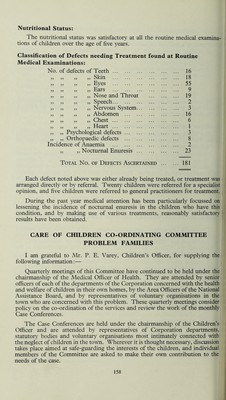 Nutritional Status:
The nutritional status was satisfactory at all the routine medical examina-
tions of children over the age of five years.
Classification of Defects needing Treatment found at Routine
Medical Examinations:
No. of defects of Teeth ... 16
„ „ „ „ Skin ... 18
„ „ „ „ Eyes ... 55
„ „ „ „ Ears ... 9
„ „ „ „ Nose and Throat ... 19
„ „ „ „ Speech ... 2
„ „ „ „ Nervous System ... 3
„ „ „ „ Abdomen ... 16
„ „ „ „ Chest ... 6
„ „ „ „ Heart ... 1
„ „ Psychological defects ... 3
„ „ Orthopaedic defects ... 8
Incidence of Anaemia ... 2
„ „ Nocturnal Enuresis ... 23
Total No. of Defects Ascertained ... 181
Each defect noted above was either already being treated, or treatment was
arranged directly or by referral. Twenty children were referred for a specialist
opinion, and five children were referred to general practitioners for treatment.
During the past year medical attention has been particularly focussed on
lessening the incidence of nocturnal enuresis in the children who have this
condition, and by making use of various treatments, reasonably satisfactory
results have been obtained.
CARE OF CHILDREN CO-ORDINATING COMMITTEE
PROBLEM FAMILIES
I am grateful to Mr. P. E. Varey, Children's Officer, for supplying the
following information:—
Quarterly meetings of this Committee have continued to be held under the
chairmanship of the Medical Officer of Health. They are attended by senior
officers of each of the departments of the Corporation concerned with the health
and welfare of children in their own homes, by the Area Officers of the National
Assistance Board, and by representatives of voluntary organisations in the
town who are concerned with this problem. These quarterly meetings consider
policy on the co-ordination of the services and review the work of the monthly
Case Conferences.
The Case Conferences are held under the chairmanship of the Children's
Officer and are attended by representatives of Corporation departments,
statutory bodies and voluntary organisations most intimately connected with
the neglect of children in the town. Wherever it is thought necessary, discussion
takes place aimed at safe-guarding the interests of the children, and individual
members of the Committee are asked to make their own contribution to the
needs of the case.
158